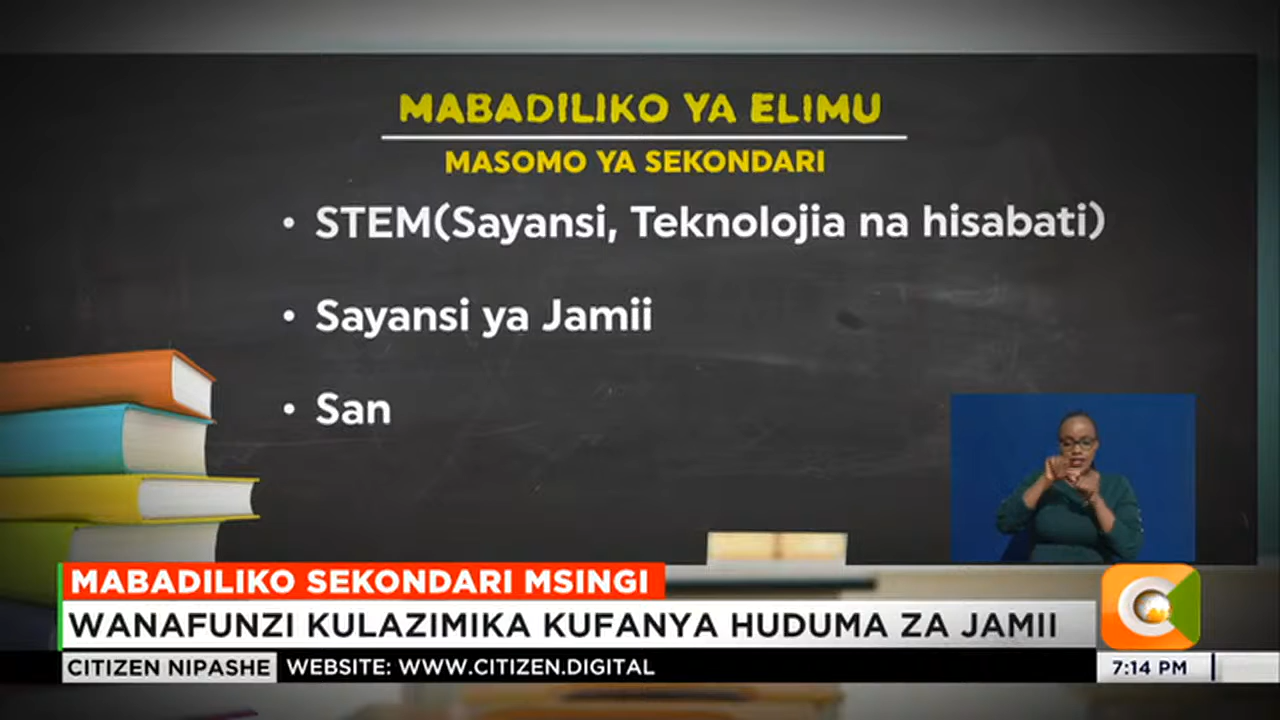 MABADILIKO YA ELIMU
MASOMO YA SEKONDARI
• STEM(Sayansi, Teknolojia na hisabati)
• Sayansi ya Jamii
• San
MABADILIKO SEKONDARI MSINGI
WANAFUNZI KULAZIMIKA KUFANYA HUDUMA ZA JAMII
CITIZEN NIPASHE WEBSITE: WWW.CITIZEN.DIGITAL 7:14 PM